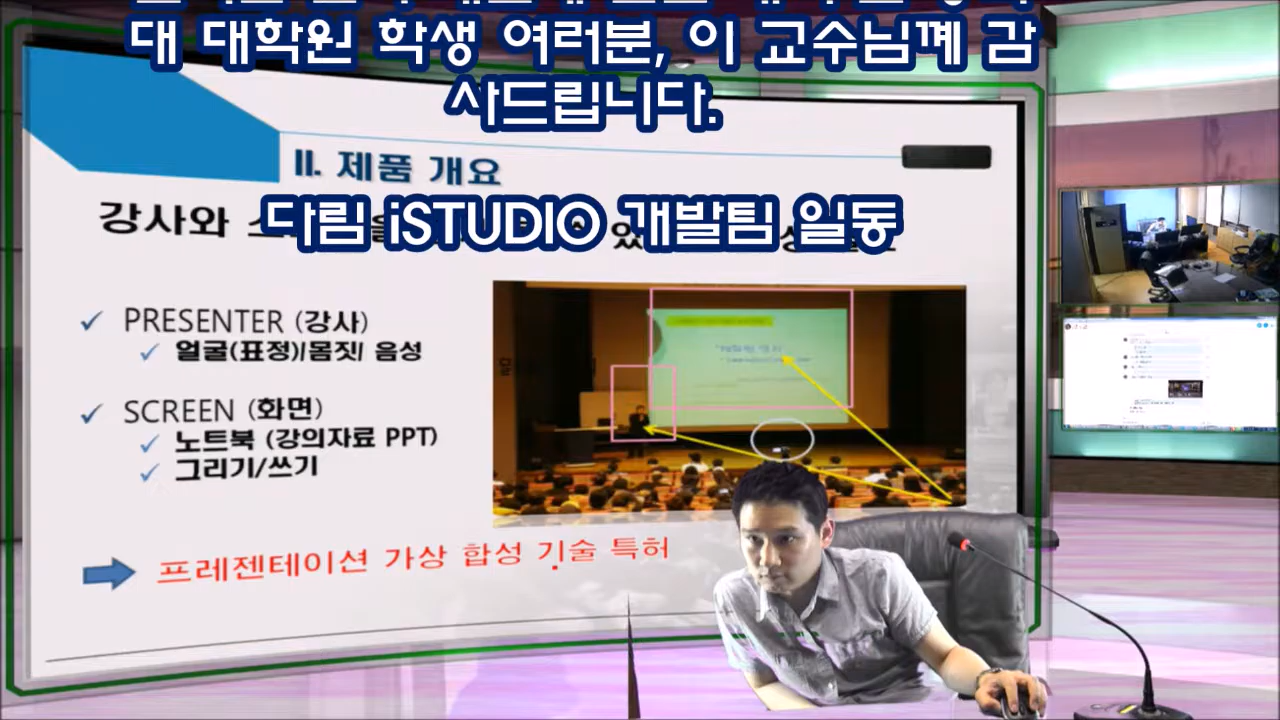 대 대학원 학생 여러분, 이 교수님께 감
사드립니다.
II. 제품 개요
강사와
다림 iSTUDIO 개발팀 일동
✓ PRESENTER (강사)
✓ 얼굴(표정)/몸짓/ 음성
✓ SCREEN (화면)
✓ 노트북 (강의자료 PPT)
✓ 그리기/쓰기
프레젠테이션 가상 합성 기술 특허